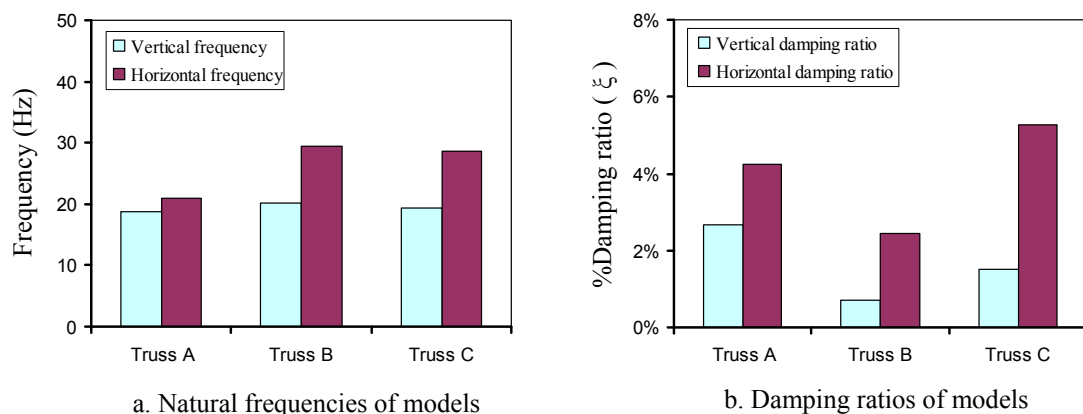 Frequency (Hz)
50
40
30
20
10
0
Vertical frequency
Horizontal frequency
Truss A Truss B Truss C
a. Natural frequencies of models
%Damping ratio ( ξ )
8%
6%
4%
2%
0%
Vertical damping ratio
Horizontal damping ratio
Truss A Truss B Truss C
b. Damping ratios of models